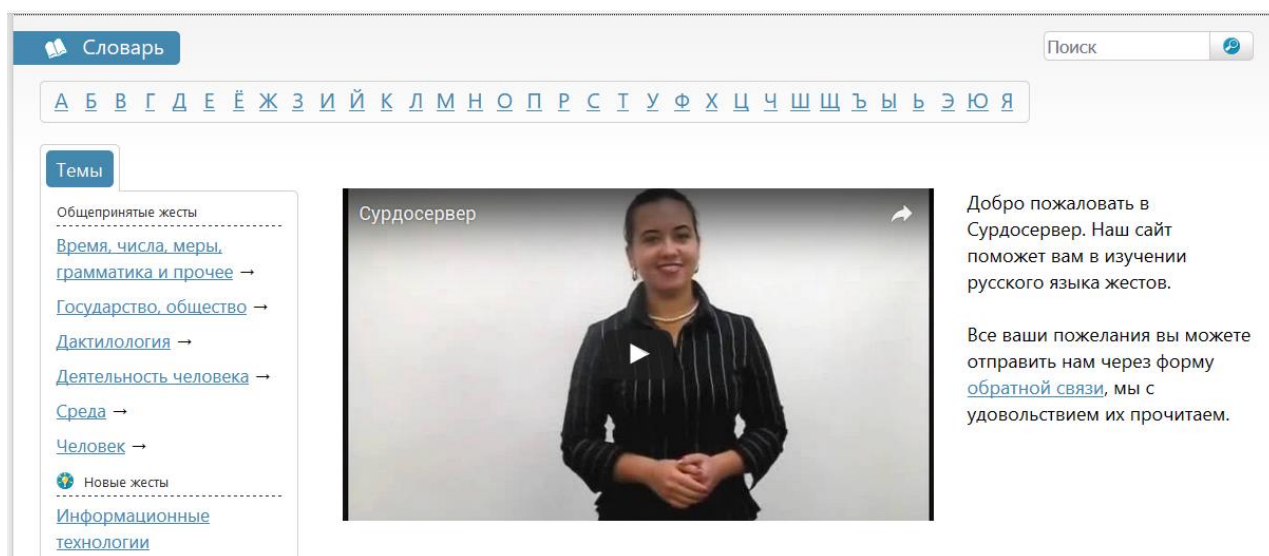 Словарь
Поиск
А Б В Г Д Е Ё Ж З И Й К Л М Н О П Р С Т У Ф Х Ц Ч Ш Щ Ъ Ы Ь Э Ю Я
Темы
Общепринятые жесты
Время, числа, меры,
грамматика и прочее →
Государство, общество →
Дактилология →
Деятельность человека →
Среда →
Человек →
Новые жесты
Информационные
технологии
Сурдосервер
Добро пожаловать в
Сурдосервер. Наш сайт
поможет вам в изучении
русского языка жестов.
Все ваши пожелания вы можете
отправить нам через форму
обратной связи, мы с
удовольствием их прочитаем.